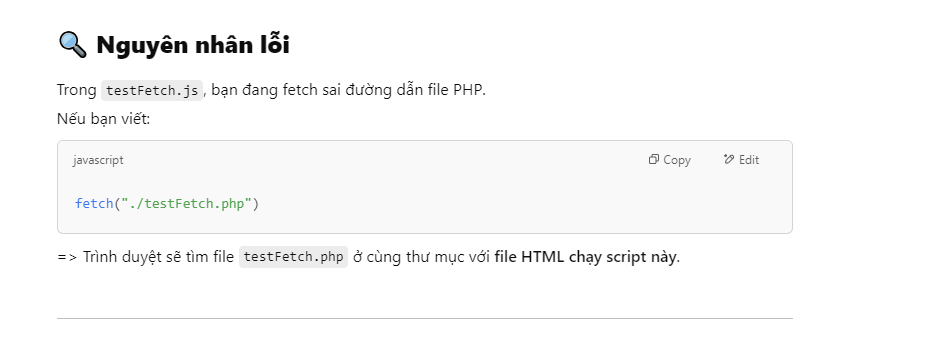 🔍 Nguyên nhân lỗi
Trong testFetch.js, bạn đang fetch sai đường dẫn file PHP.
Nếu bạn viết:
javascript
Copy
Edit
fetch("./testFetch.php")
=> Trình duyệt sẽ tìm file testFetch.php ở cùng thư mục với file HTML chạy script này.